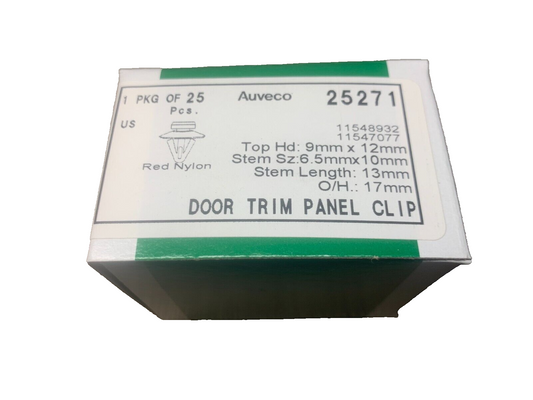 1 PKG OF 25 Pcs.
Auveco 25271
US
11548932
11547077
Red Nylon
Top Hd: 9mm x 12mm
Stem Sz:6.5mmx10mm
Stem Length: 13mm
O/H.: 17mm
DOOR TRIM PANEL CLIP